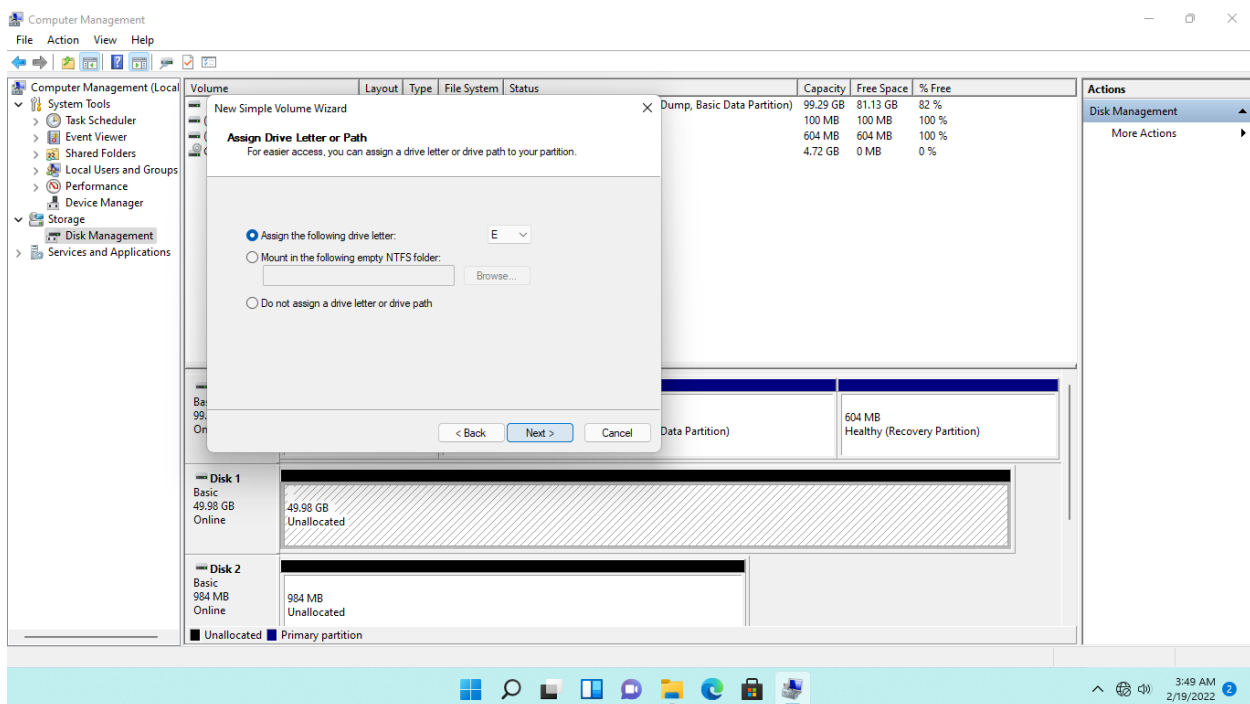 Computer Management
File Action View Help
Computer Management (Local
System Tools
Task Scheduler
Event Viewer
Shared Folders
Local Users and Groups
Performance
Device Manager
Storage
Disk Management
Services and Applications
Volume Layout Type File System Status Capacity Free Space % Free
Dump, Basic Data Partition) 99.29 GB 81.13 GB 82 %
100 MB 100 MB 100 %
604 MB 604 MB 100 %
4.72 GB 0 MB 0 %
New Simple Volume Wizard
Assign Drive Letter or Path
For easier access, you can assign a drive letter or drive path to your partition.
Assign the following drive letter: E
Mount in the following empty NTFS folder:
Browse...
Do not assign a drive letter or drive path
< Back Next > Cancel
Ba
99.
On
Data Partition)
604 MB
Healthy (Recovery Partition)
Disk 1
Basic
49.98 GB
Online
49.98 GB
Unallocated
Disk 2
Basic
984 MB
Online
984 MB
Unallocated
Unallocated Primary partition
Actions
Disk Management
More Actions
3:49 AM
2/19/2022
2